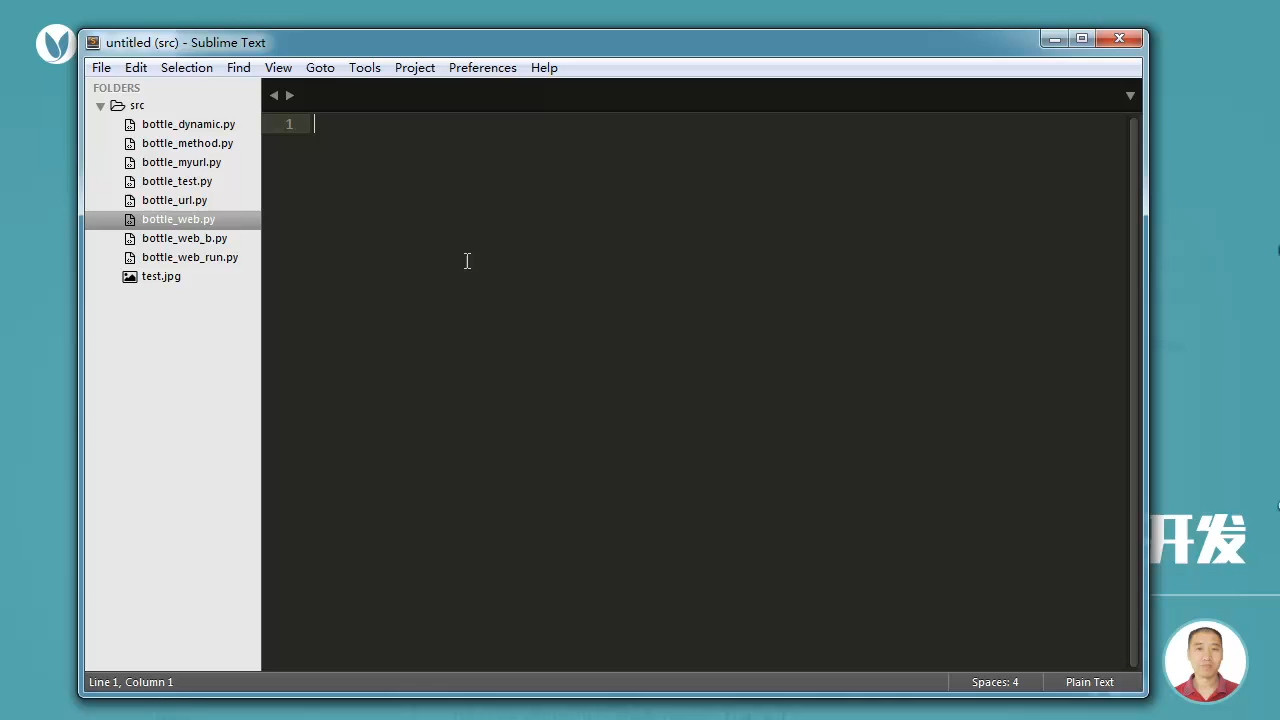 untitled (src) - Sublime Text
File Edit Selection Find View Goto Tools Project Preferences Help
FOLDERS
src
bottle_dynamic.py
bottle_method.py
bottle_myurl.py
bottle_test.py
bottle_url.py
bottle_web.py
bottle_web_b.py
bottle_web_run.py
test.jpg
1
开发
Line 1, Column 1
Spaces: 4
Plain Text